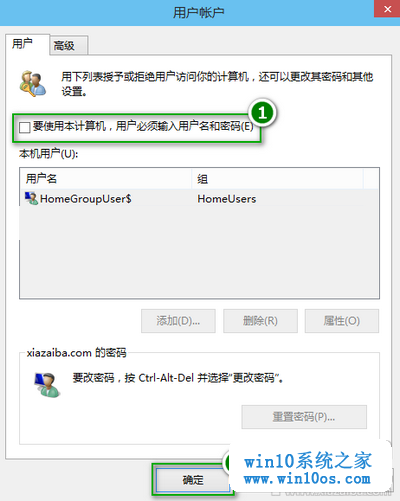 用户帐户
用户
高级
用下列表授予或拒绝用户访问你的计算机，还可以更改其密码和其他
设置。
1
要使用本计算机，用户必须输入用户名和密码(E)
本机用户(U):
用户名 组
HomeGroupUser$ HomeUsers
添加(D)... 删除(R) 属性(O)
xiazaiba.com 的密码
要改密码，按 Ctrl-Alt-Del 并选择“更改密码”。
重置密码(P)...
确定
win10系统之家
www.win10os.com